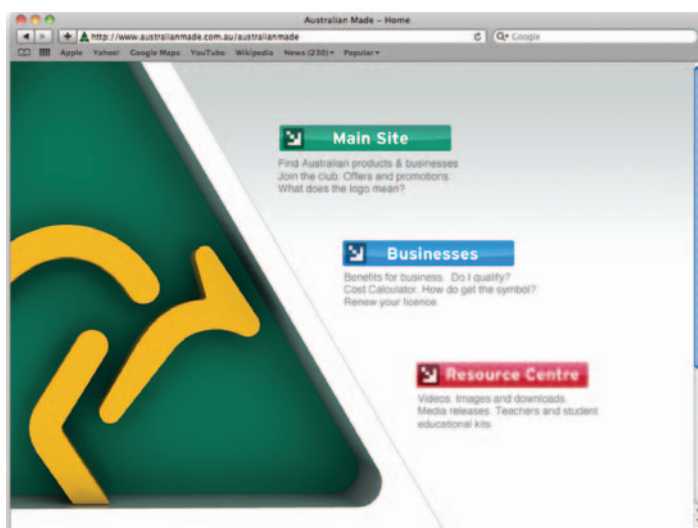 Australian Made – Home
http://www.australianmade.com.au/australianmade
Google
Apple Yahoo! Google Maps YouTube Wikipedia News (230) Popular
Main Site
Find Australian products & businesses
Join the club. Offers and promotions
What does the logo mean?
Businesses
Benefits for business. Do I qualify?
Cost Calculator. How do get the symbol?
Renew your licence
Resource Centre
Videos. Images and downloads.
Media releases. Teachers and student
educational kits.